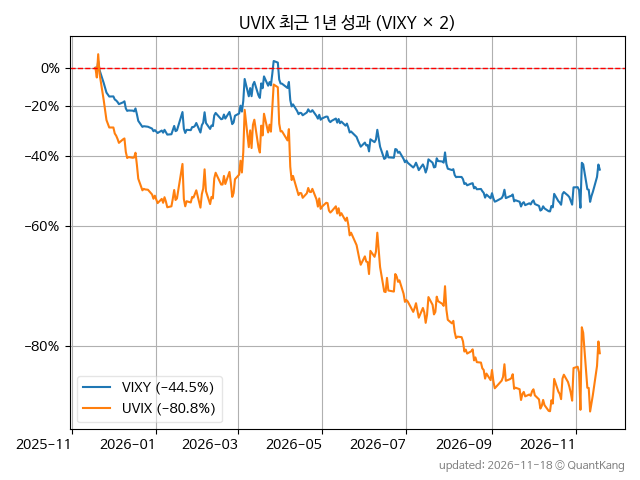 UVIX 최근 1년 성과 (VIXY × 2)
0%
−20%
−40%
−60%
−80%
VIXY (−44.5%)
UVIX (−80.8%)
2025−11 2026−01 2026−03 2026−05 2026−07 2026−09 2026−11
updated: 2026−11−18 © QuantKang